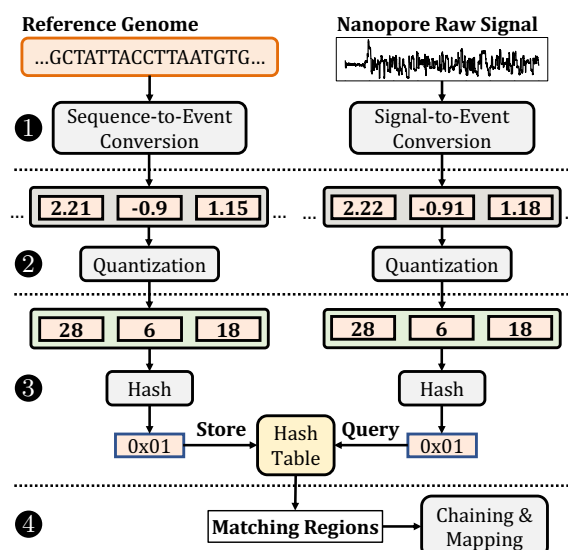 Reference Genome
Nanopore Raw Signal
...GCTATTACCTTAATGTG...
1
Sequence-to-Event
Conversion
Signal-to-Event
Conversion
... 2.21 -0.9 1.15 ...
... 2.22 -0.91 1.18 ...
2
Quantization
Quantization
28 6 18
28 6 18
3
Hash
Hash
0x01
Store
Hash
Table
Query
0x01
4
Matching Regions
Chaining &
Mapping